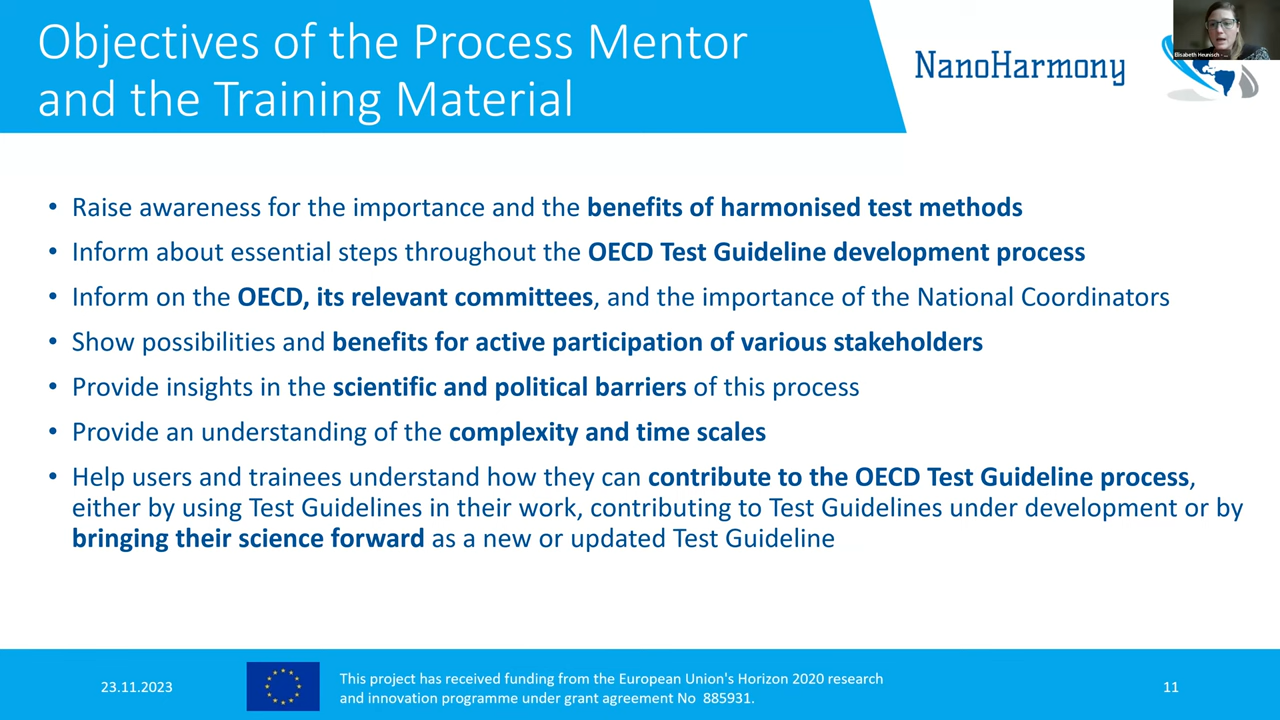 Objectives of the Process Mentor
and the Training Material
NanoHarmony
Elisabeth Heunisch -
• Raise awareness for the importance and the benefits of harmonised test methods
• Inform about essential steps throughout the OECD Test Guideline development process
• Inform on the OECD, its relevant committees, and the importance of the National Coordinators
• Show possibilities and benefits for active participation of various stakeholders
• Provide insights in the scientific and political barriers of this process
• Provide an understanding of the complexity and time scales
• Help users and trainees understand how they can contribute to the OECD Test Guideline process,
either by using Test Guidelines in their work, contributing to Test Guidelines under development or by
bringing their science forward as a new or updated Test Guideline
23.11.2023
This project has received funding from the European Union's Horizon 2020 research
and innovation programme under grant agreement No 885931.
11